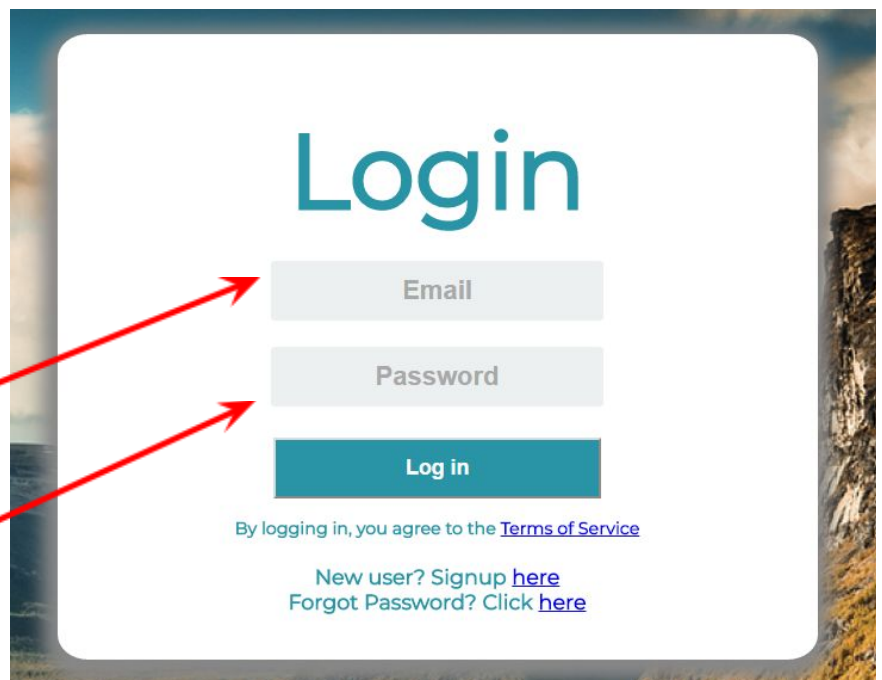 Login
Email
Password
Log in
By logging in, you agree to the Terms of Service
New user? Signup here
Forgot Password? Click here